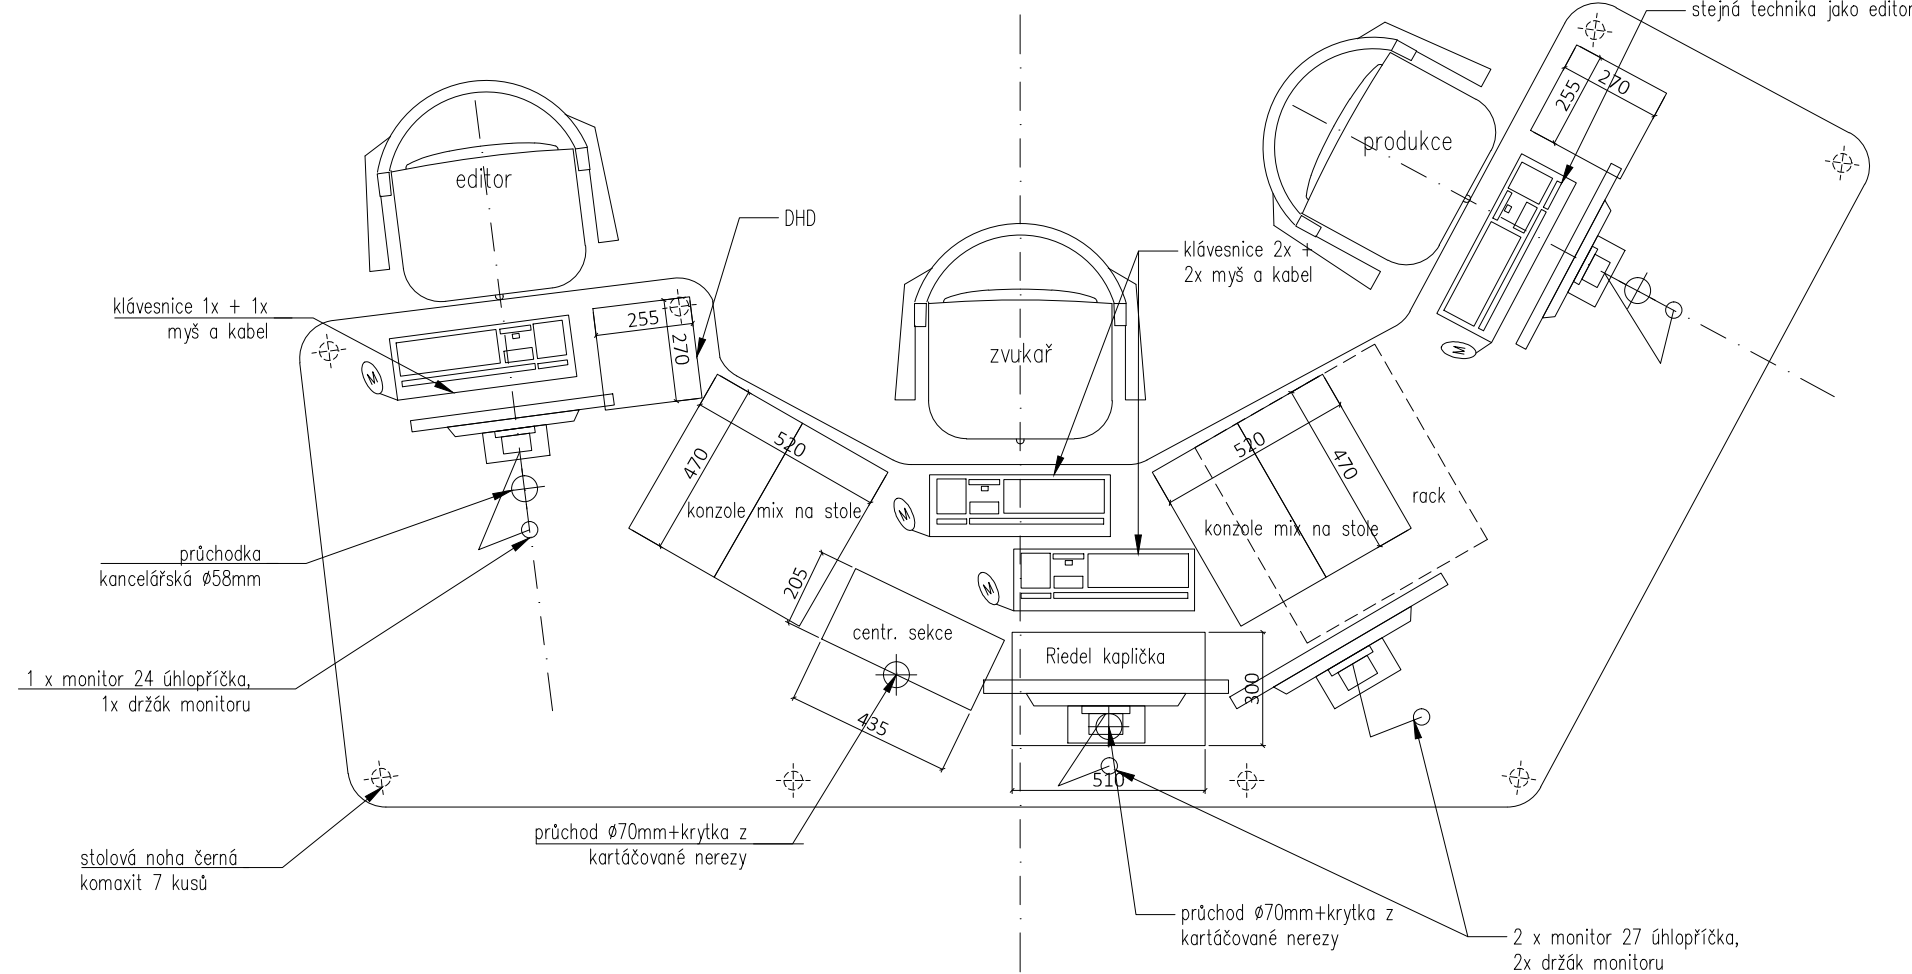 stejná technika jako editor
270
255
produkce
editor
DHD
klávesnice 2x +
2x myš a kabel
klávesnice 1x + 1x
myš a kabel
255
270
M
M
zvukař
520
470
konzole mix na stole
520
470
konzole mix na stole
rack
M
M
průchodka
kancelářská ø58mm
205
centr. sekce
435
Riedel kaplička
300
510
1 x monitor 24 úhlopříčka,
1x držák monitoru
průchod ø70mm+krytka z
kartáčované nerezy
stolová noha černá
komaxit 7 kusů
průchod ø70mm+krytka z
kartáčované nerezy
2 x monitor 27 úhlopříčka,
2x držák monitoru